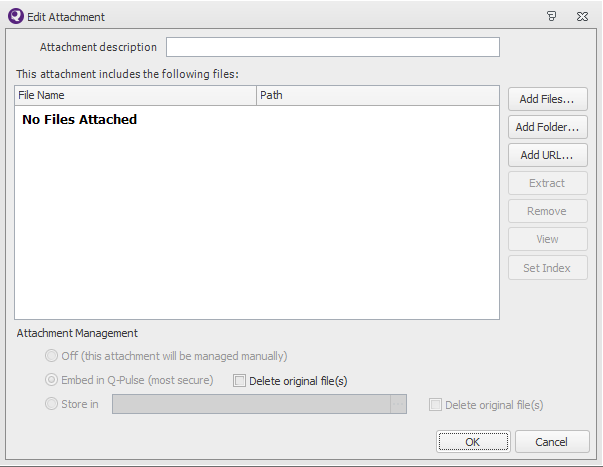 Edit Attachment
Attachment description
This attachment includes the following files:
File Name Path
No Files Attached
Add Files...
Add Folder...
Add URL...
Extract
Remove
View
Set Index
Attachment Management
Off (this attachment will be managed manually)
Embed in Q-Pulse (most secure) Delete original file(s)
Store in ... Delete original file(s)
OK Cancel